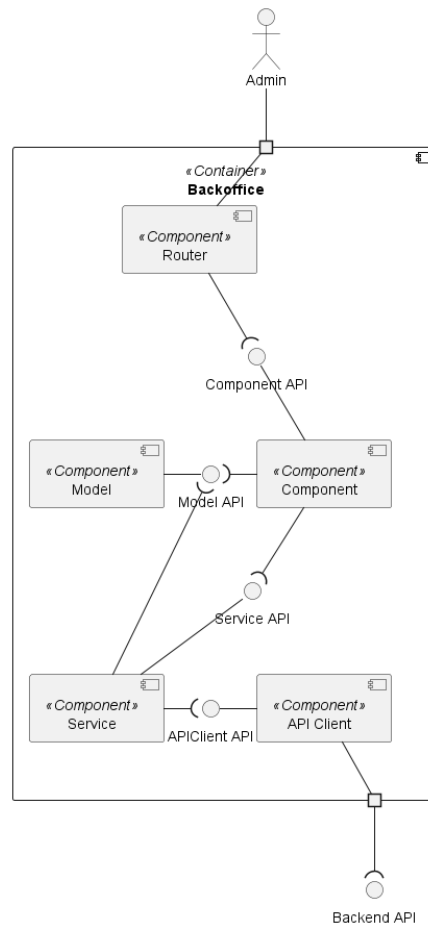 Admin
«Container»
Backoffice
«Component»
Router
Component API
«Component»
Model
Model API
«Component»
Component
Service API
«Component»
Service
APIClient API
«Component»
API Client
Backend API